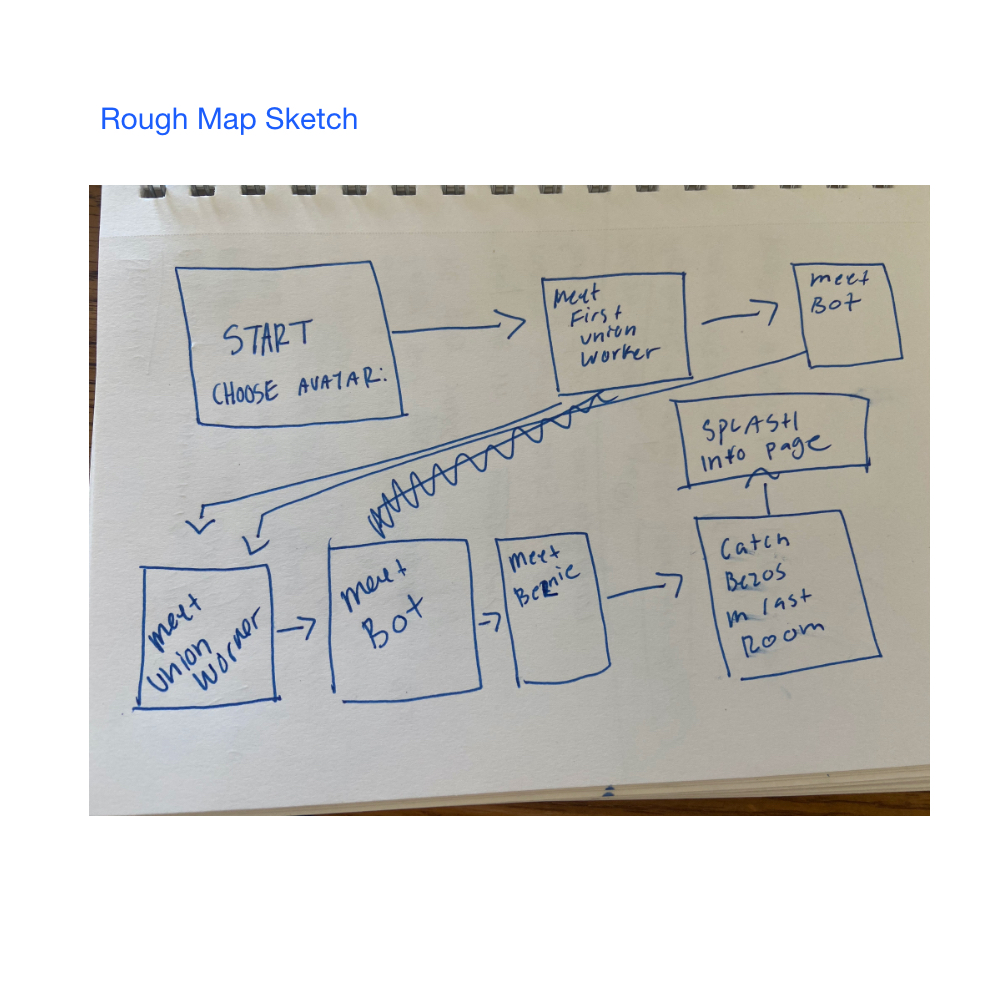 Rough Map Sketch
START
CHOOSE AVATAR:
meet
First
union
worker
meet
Bot
SPLASH
info page
meet
union
worker
meet
Bot
meet
Bernie
Catch
Bezos
in last
Room